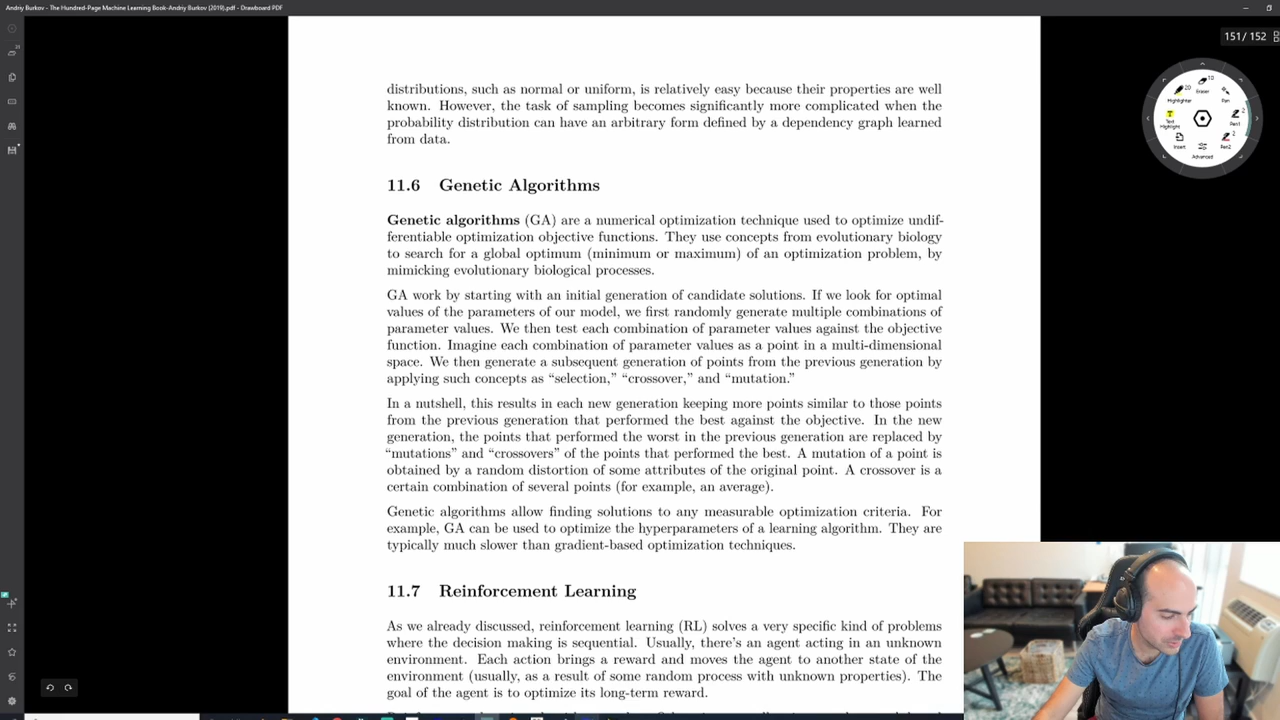 Andriy Burkov - The Hundred-Page Machine Learning Book-Andriy Burkov (2019).pdf - Drawboard PDF
151/ 152
distributions, such as normal or uniform, is relatively easy because their properties are well
known. However, the task of sampling becomes significantly more complicated when the
probability distribution can have an arbitrary form defined by a dependency graph learned
from data.
11.6 Genetic Algorithms
Genetic algorithms (GA) are a numerical optimization technique used to optimize undif-
ferentiable optimization objective functions. They use concepts from evolutionary biology
to search for a global optimum (minimum or maximum) of an optimization problem, by
mimicking evolutionary biological processes.
GA work by starting with an initial generation of candidate solutions. If we look for optimal
values of the parameters of our model, we first randomly generate multiple combinations of
parameter values. We then test each combination of parameter values against the objective
function. Imagine each combination of parameter values as a point in a multi-dimensional
space. We then generate a subsequent generation of points from the previous generation by
applying such concepts as “selection,” “crossover,” and “mutation.”
In a nutshell, this results in each new generation keeping more points similar to those points
from the previous generation that performed the best against the objective. In the new
generation, the points that performed the worst in the previous generation are replaced by
“mutations” and “crossovers” of the points that performed the best. A mutation of a point is
obtained by a random distortion of some attributes of the original point. A crossover is a
certain combination of several points (for example, an average).
Genetic algorithms allow finding solutions to any measurable optimization criteria. For
example, GA can be used to optimize the hyperparameters of a learning algorithm. They are
typically much slower than gradient-based optimization techniques.
11.7 Reinforcement Learning
As we already discussed, reinforcement learning (RL) solves a very specific kind of problems
where the decision making is sequential. Usually, there’s an agent acting in an unknown
environment. Each action brings a reward and moves the agent to another state of the
environment (usually, as a result of some random process with unknown properties). The
goal of the agent is to optimize its long-term reward.
Eraser
10
Highlighter
20
Pen
Text
Highlight
Pen1
2
Insert
Pen2
2
Advanced